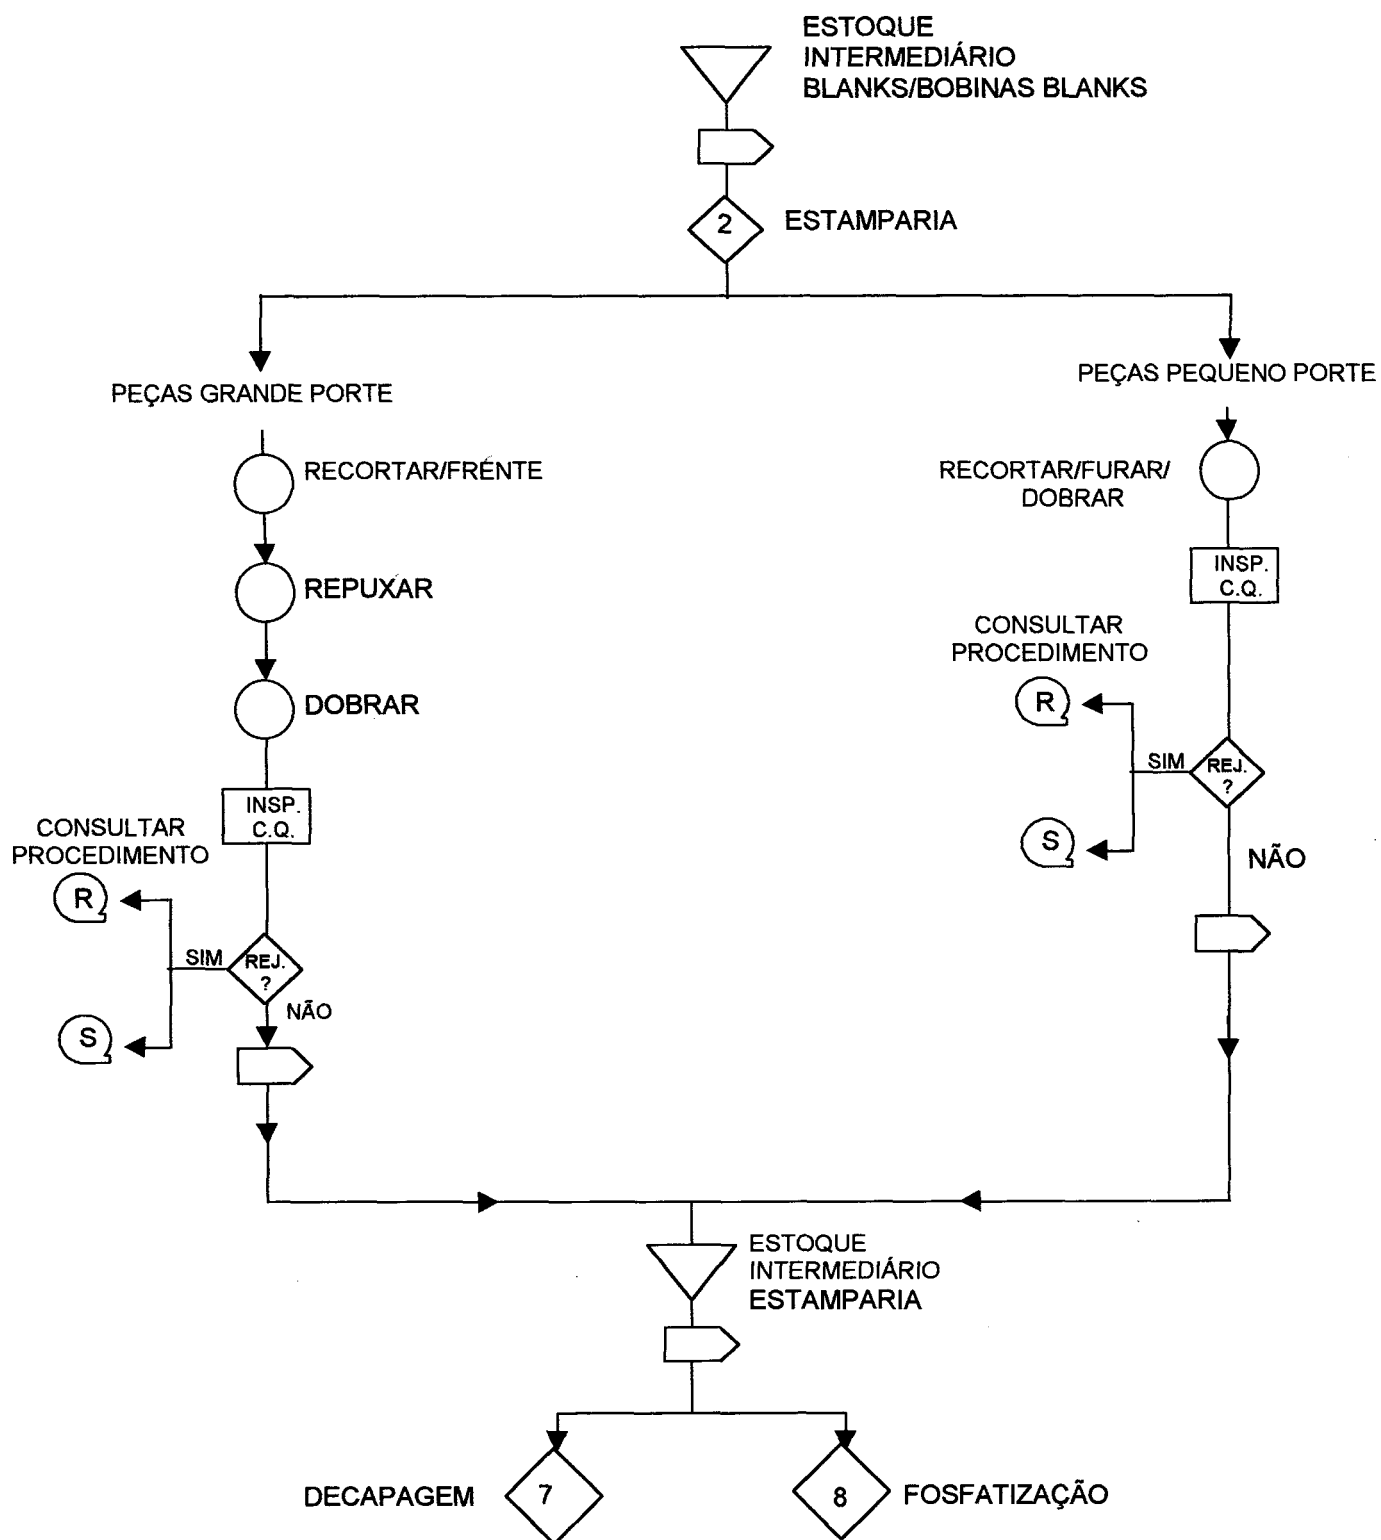 ESTOQUE
INTERMEDIÁRIO
BLANKS/BOBINAS BLANKS
2
ESTAMPARIA
PEÇAS GRANDE PORTE
PEÇAS PEQUENO PORTE
RECORTAR/FRENTE
REPUXAR
DOBRAR
INSP.
C.Q.
CONSULTAR
PROCEDIMENTO
R
SIM
REJ.
?
S
NÃO
RECORTAR/FURAR/
DOBRAR
INSP.
C.Q.
CONSULTAR
PROCEDIMENTO
R
SIM
REJ.
?
S
NÃO
ESTOQUE
INTERMEDIÁRIO
ESTAMPARIA
DECAPAGEM
7
8
FOSFATIZAÇÃO